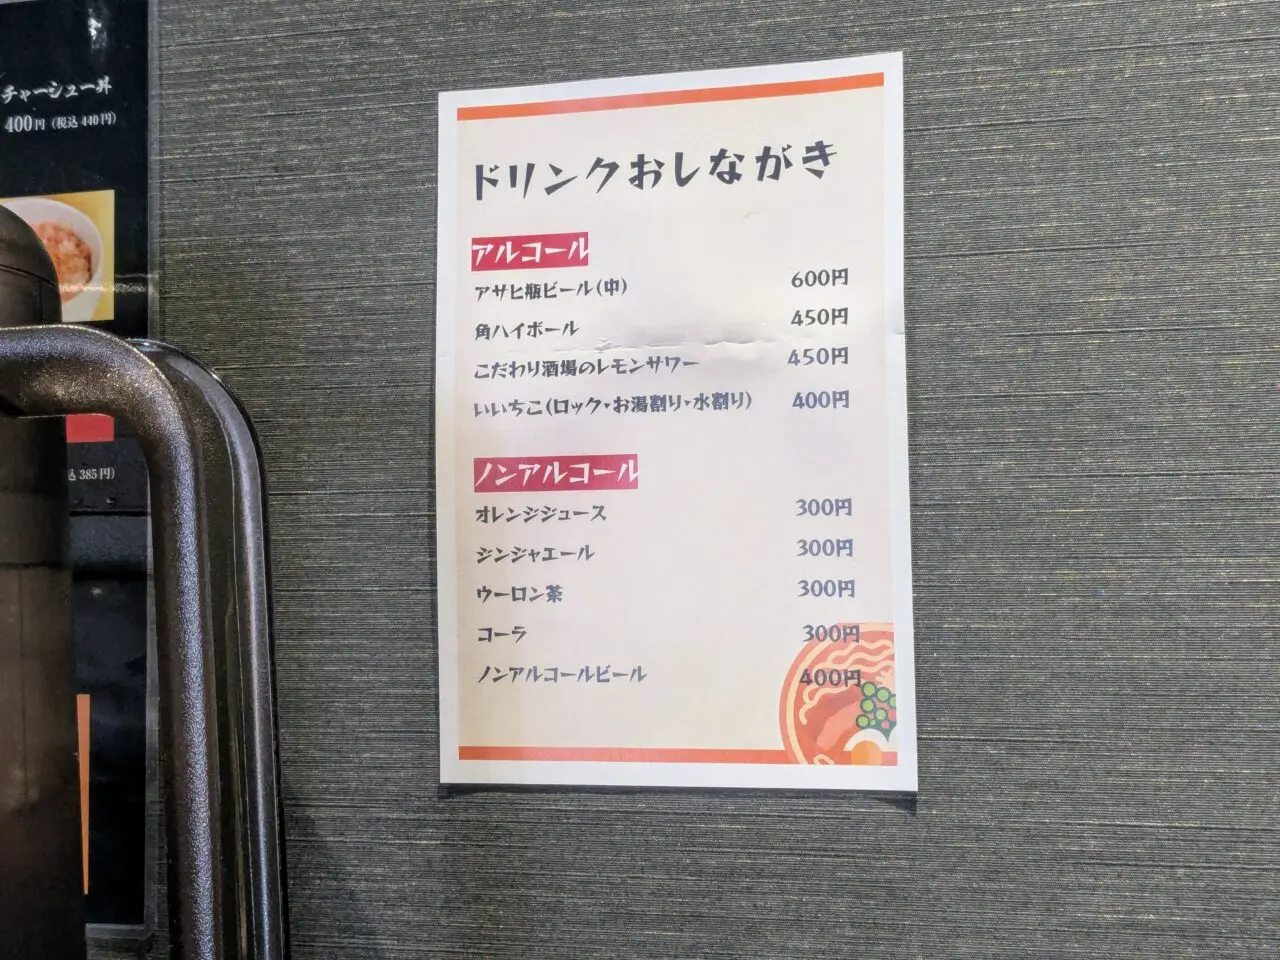 チャーシュー丼
400円(税込440円)
込385円)
ドリンクおしながき
アルコール
アサヒ瓶ビール(中) 600円
角ハイボール 450円
こだわり酒場のレモンサワー 450円
いいちこ(ロック・お湯割り・水割り) 400円
ノンアルコール
オレンジジュース 300円
ジンジャエール 300円
ウーロン茶 300円
コーラ 300円
ノンアルコールビール 400円